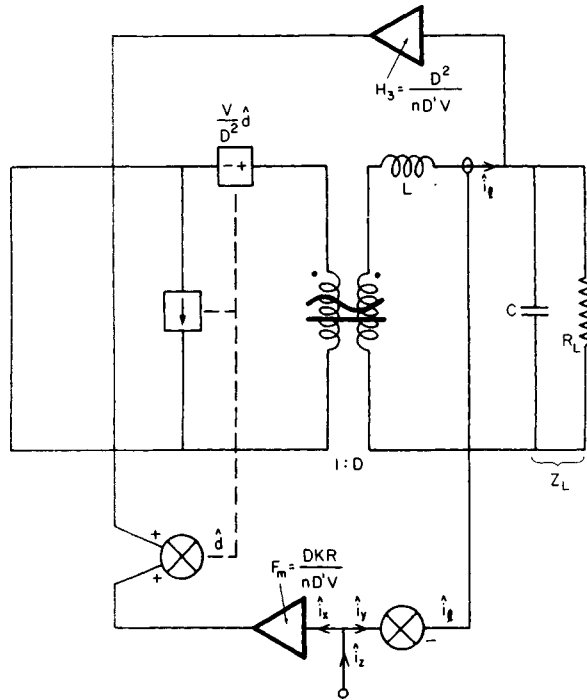 H₃ = D² / nD'V
V / D² d̂
L
î_ℓ
C
R_L
1:D
Z_L
+
d̂
+
F_m = DKR / nD'V
î_x
î_y
î_ℓ
−
î_z